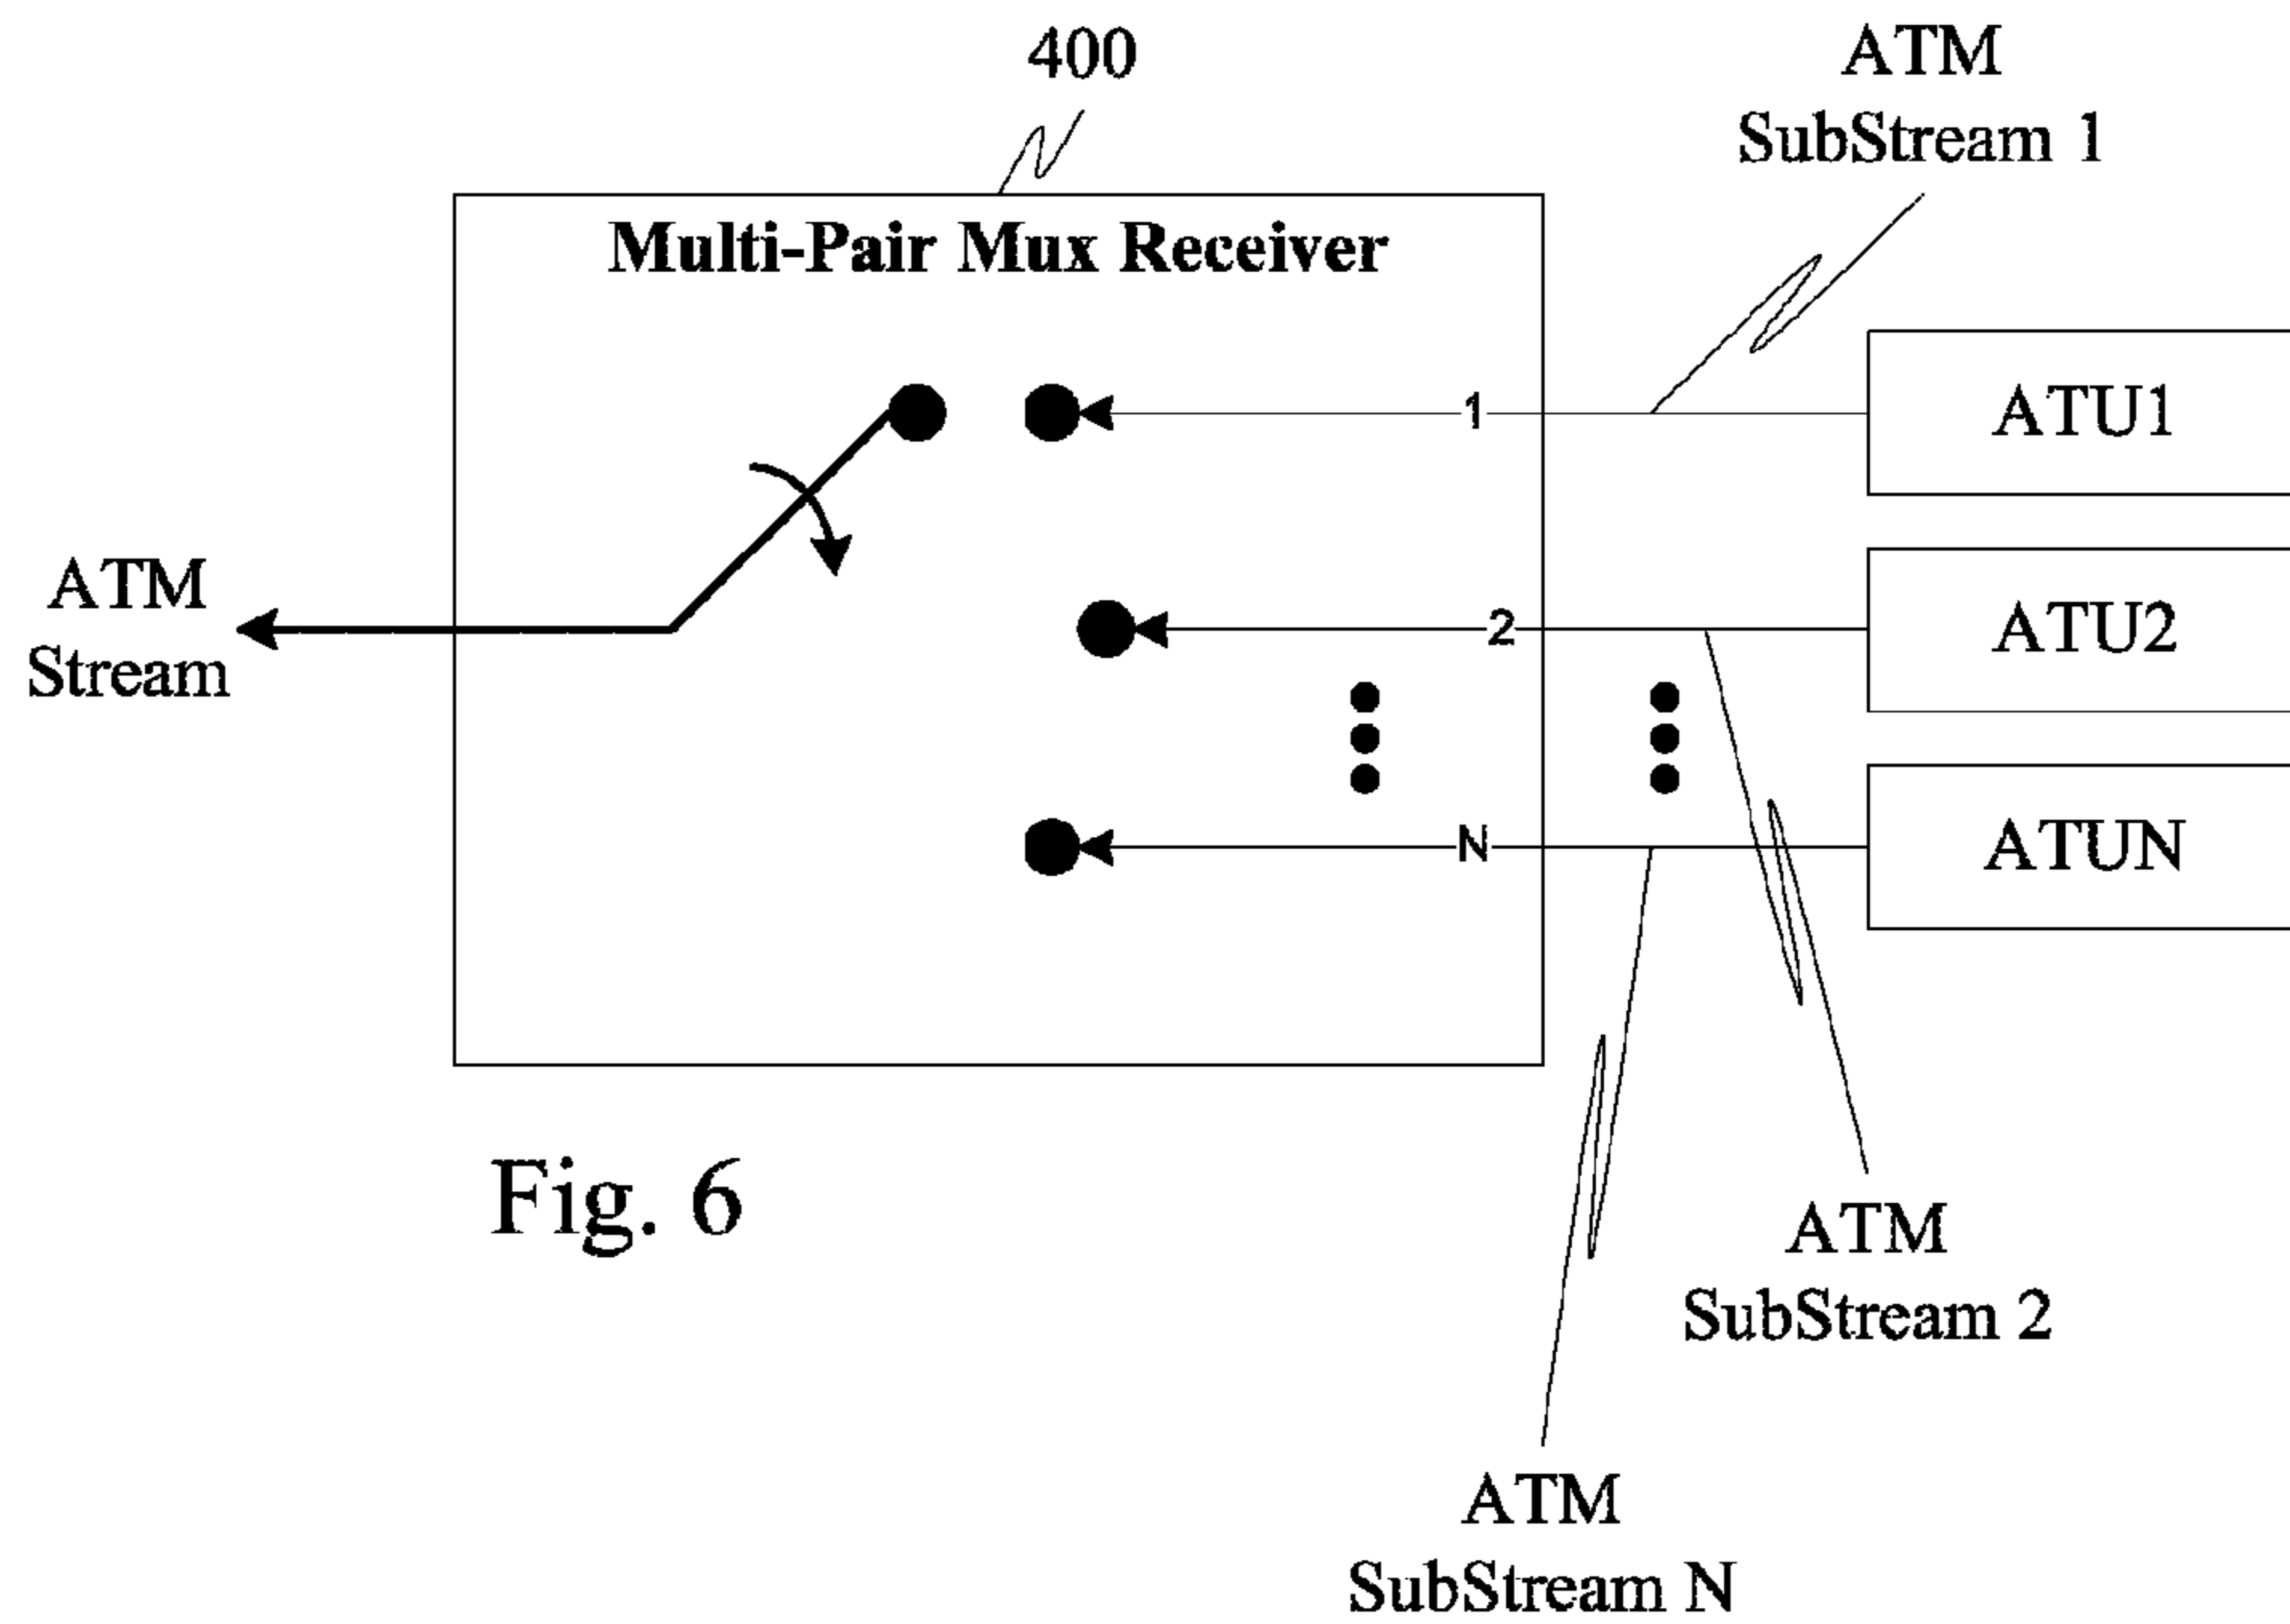 400
ATM
SubStream 1
Multi-Pair Mux Receiver
1
ATU1
ATM
Stream
2
ATU2
N
ATUN
Fig. 6
ATM
SubStream 2
ATM
SubStream N